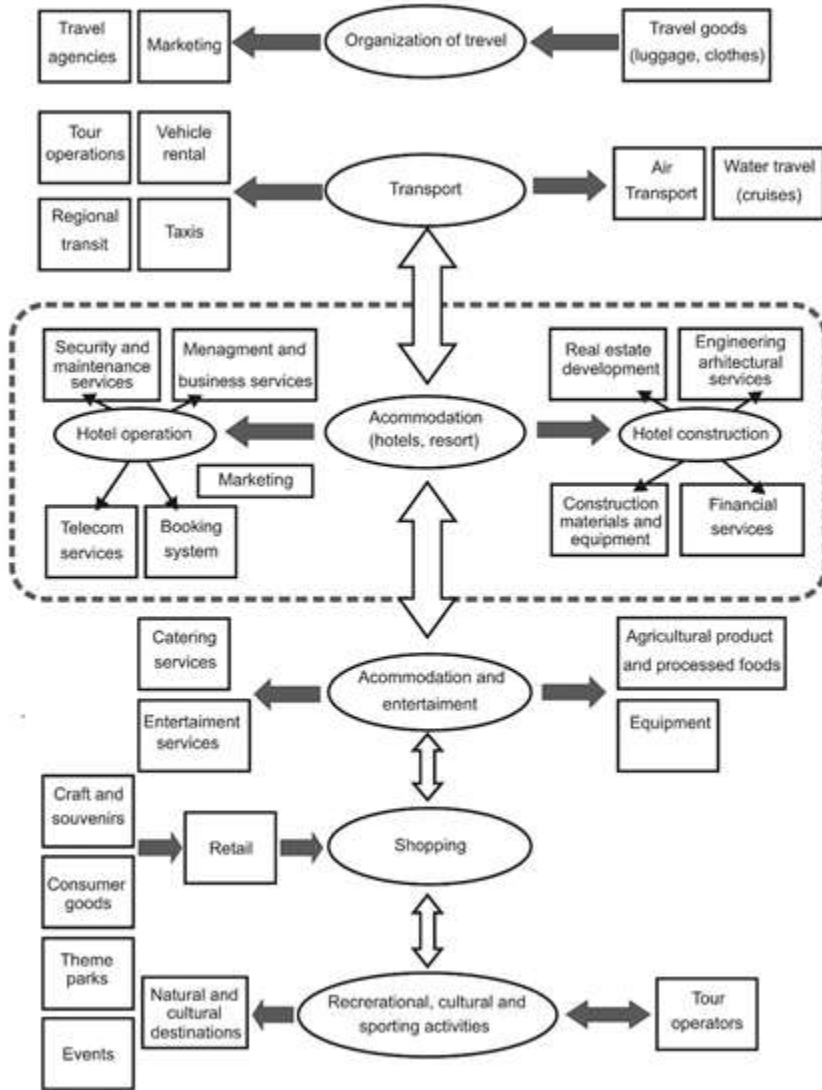 Travel
agencies
Marketing
Organization of trevel
Travel goods
(luggage, clothes)
Tour
operations
Vehicle
rental
Regional
transit
Taxis
Transport
Air
Transport
Water travel
(cruises)
Security and
maintenance
services
Menagment and
business services
Hotel operation
Marketing
Telecom
services
Booking
system
Acommodation
(hotels, resort)
Real estate
development
Engineering
arhitectural
services
Hotel construction
Construction
materials and
equipment
Financial
services
Catering
services
Entertaiment
services
Acommodation and
entertaiment
Agricultural product
and processed foods
Equipment
Craft and
souvirs
Consumer
goods
Retail
Shopping
Theme
parks
Events
Natural and
cultural
destinations
Recrerational, cultural and
sporting activities
Tour
operators